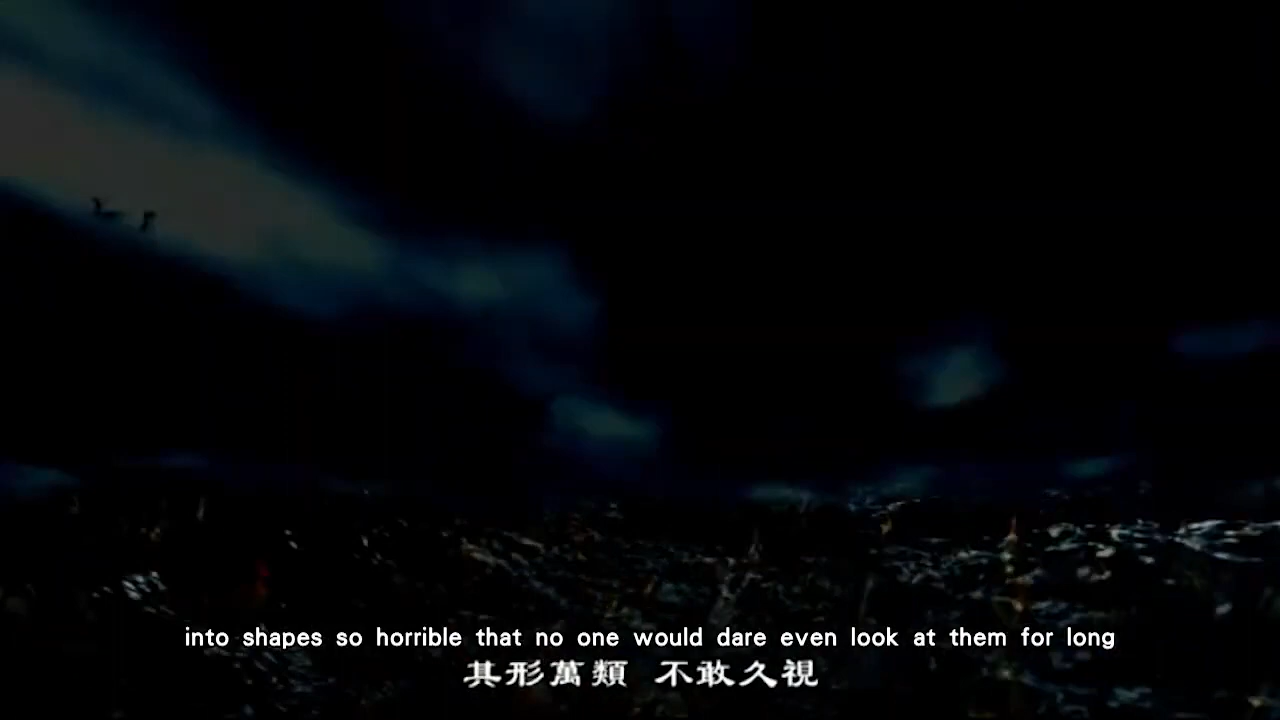 into shapes so horrible that no one would dare even look at them for long
其形萬類 不敢久視